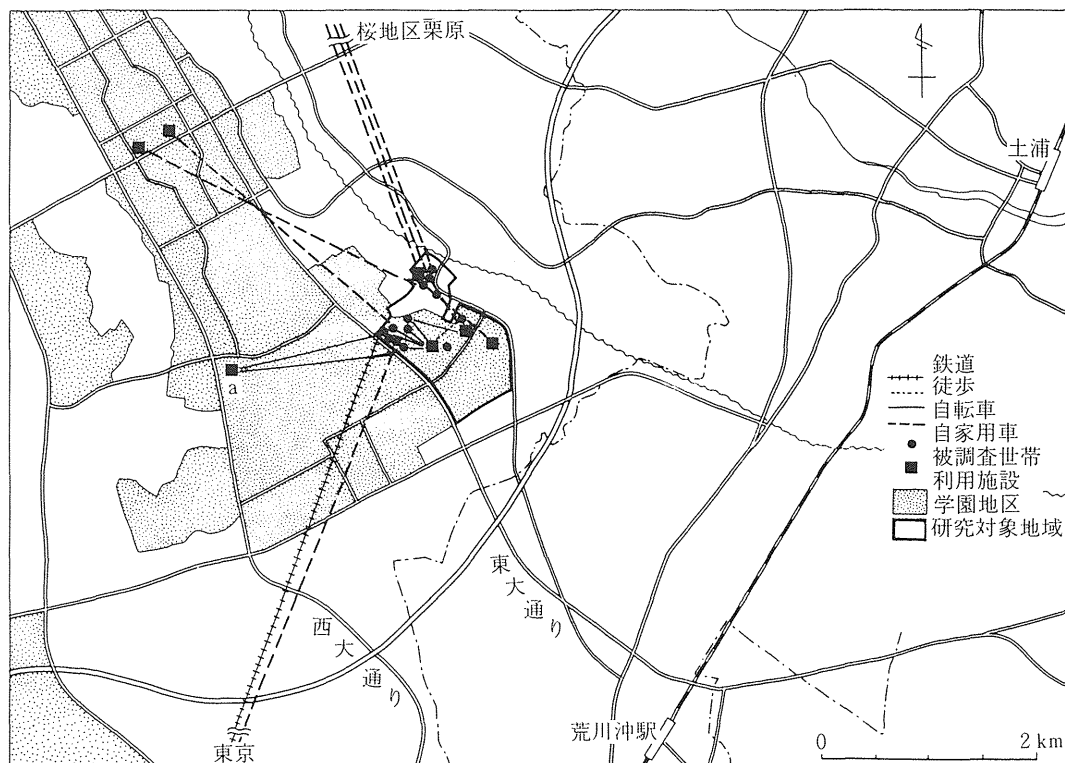 桜地区栗原
土浦
a
鉄道
徒歩
自転車
自家用車
被調査世帯
利用施設
学園地区
研究対象地域
東大通り
西大通り
東京
荒川沖駅
0 2km